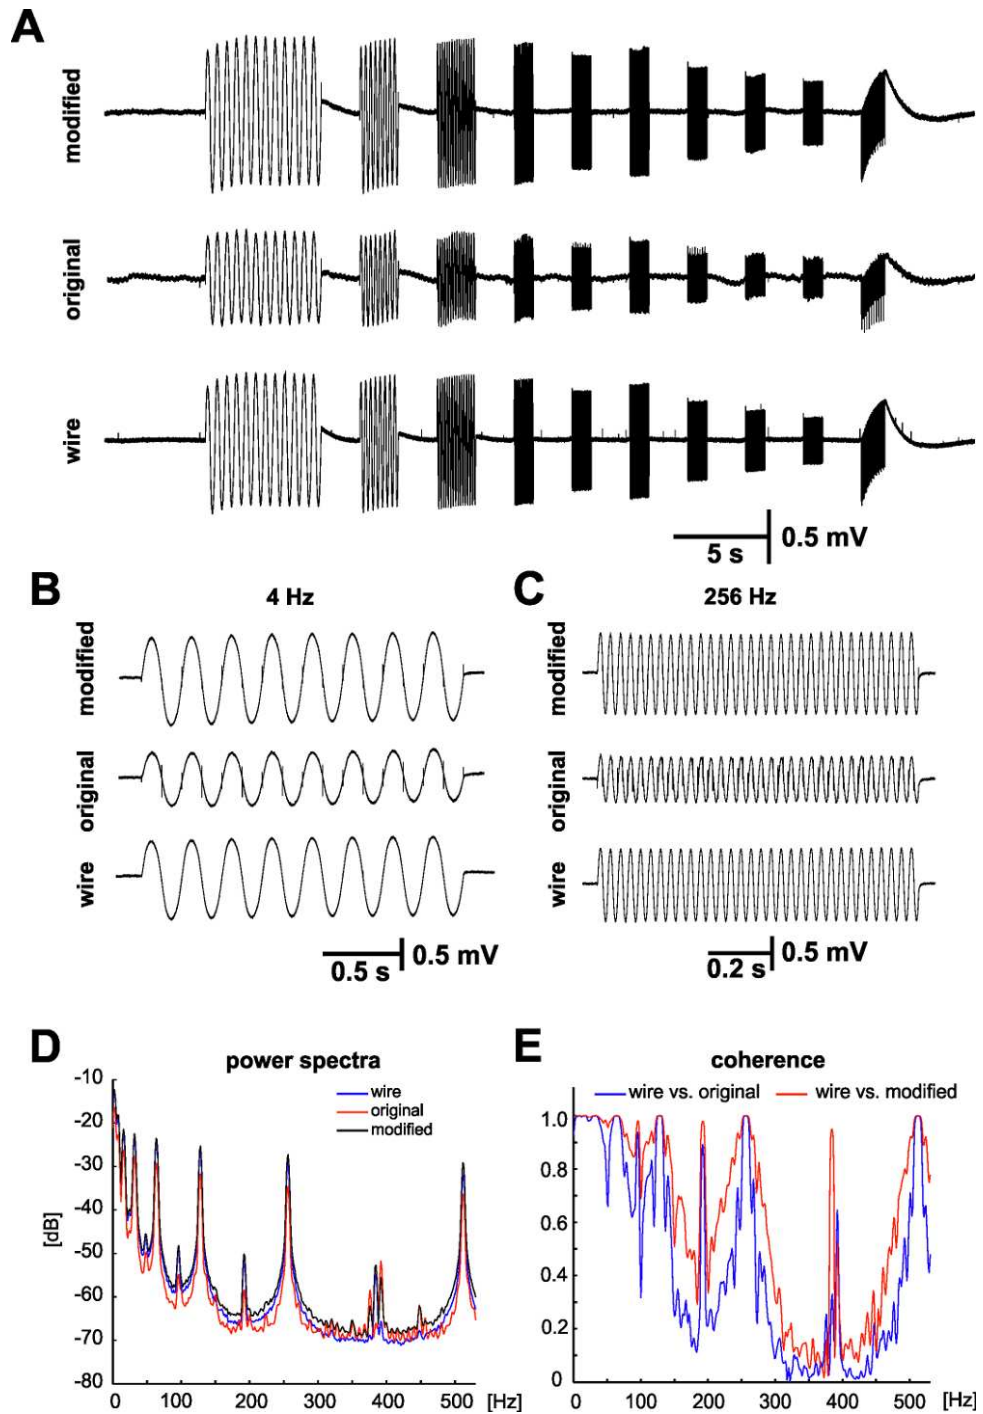 A
modified
original
wire
5 s
0.5 mV
B
4 Hz
modified
original
wire
0.5 s
0.5 mV
C
256 Hz
modified
original
wire
0.2 s
0.5 mV
D
power spectra
wire
original
modified
[dB]
-10
-20
-30
-40
-50
-60
-70
-80
0 100 200 300 400 500 [Hz]
E
coherence
wire vs. original wire vs. modified
1.0
0.8
0.6
0.4
0.2
0
0 100 200 300 400 500 [Hz]